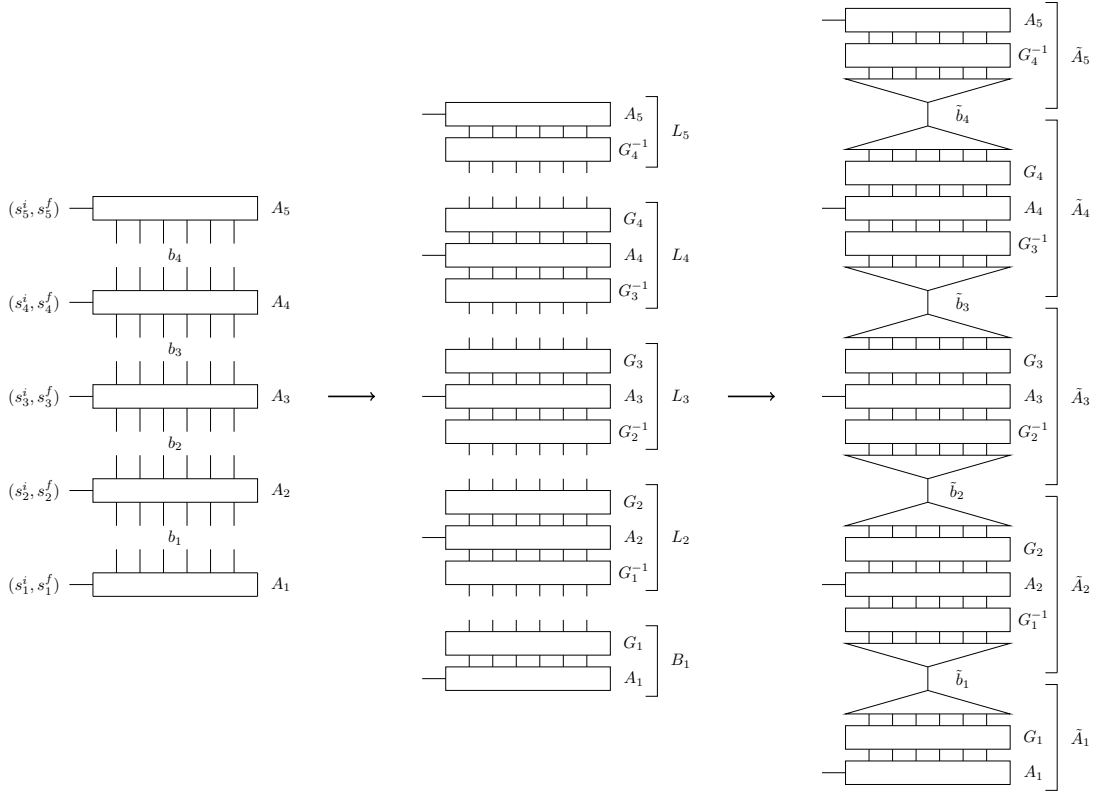 (s_5^i, s_5^f) A_5
b_4
(s_4^i, s_4^f) A_4
b_3
(s_3^i, s_3^f) A_3
b_2
(s_2^i, s_2^f) A_2
b_1
(s_1^i, s_1^f) A_1
A_5
L_5
G_4^{-1}
G_4
A_4 L_4
G_3^{-1}
G_3
A_3 L_3
G_2^{-1}
G_2
A_2 L_2
G_1^{-1}
G_1
B_1
A_1
A_5
G_4^{-1} Ã_5
b̃_4
G_4
A_4 Ã_4
G_3^{-1}
b̃_3
G_3
A_3 Ã_3
G_2^{-1}
b̃_2
G_2
A_2 Ã_2
G_1^{-1}
b̃_1
G_1 Ã_1
A_1